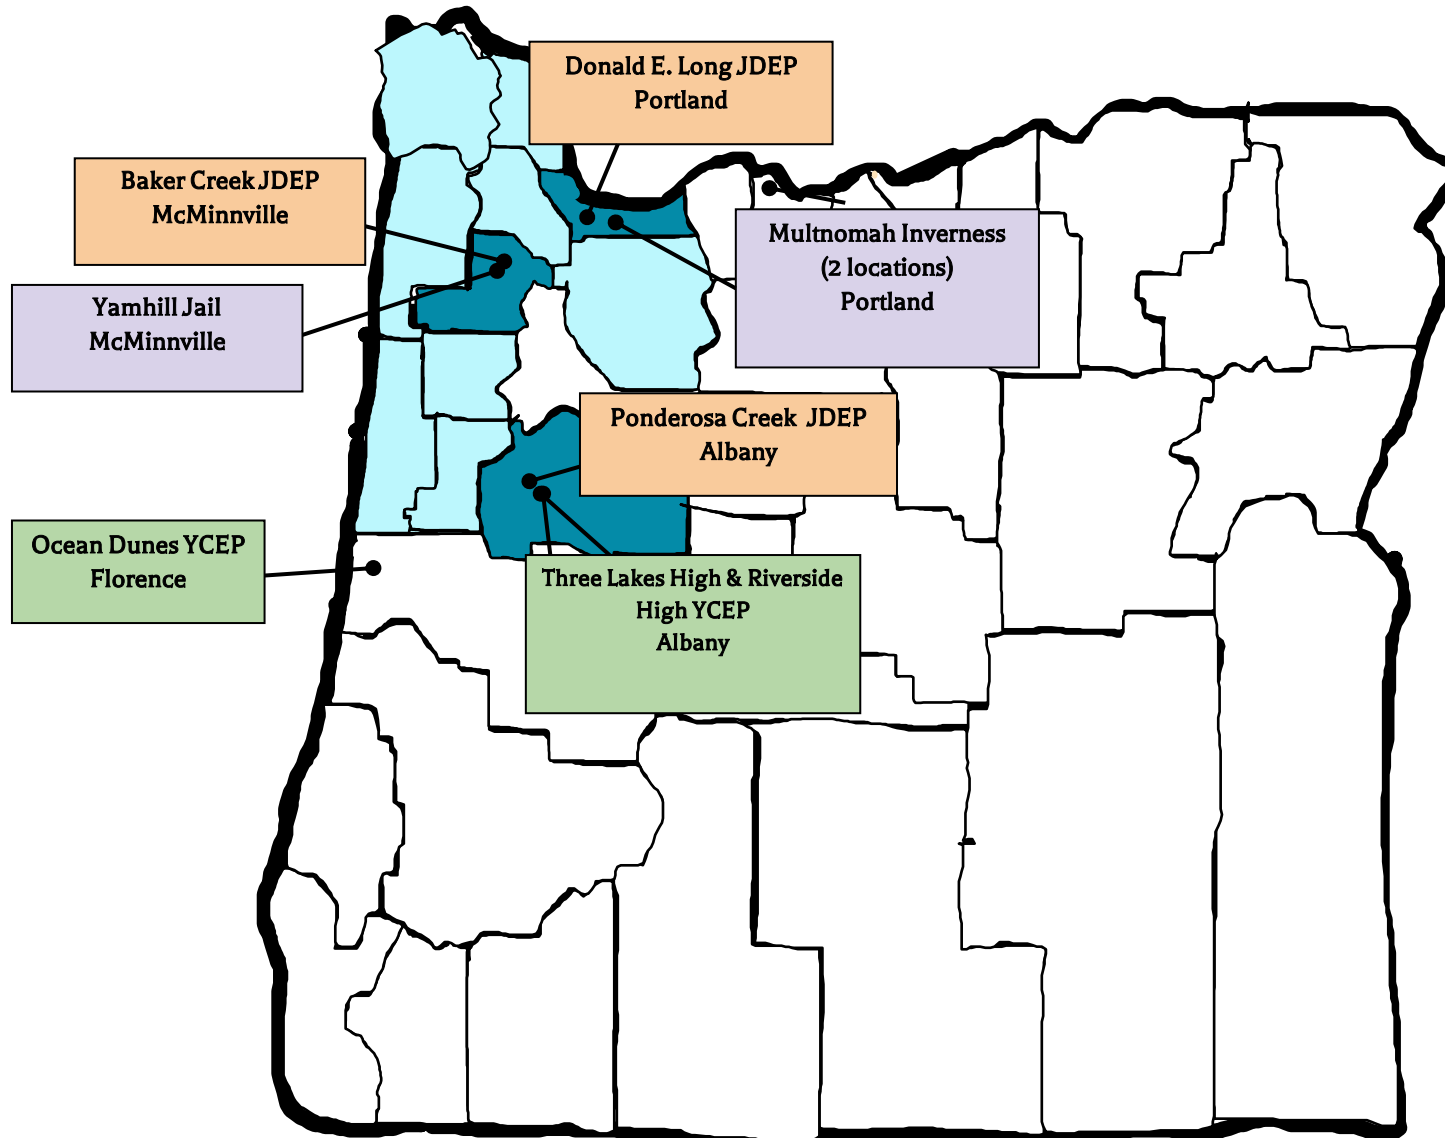 Donald E. Long JDEP
Portland
Baker Creek JDEP
McMinnville
Multnomah Inverness
(2 locations)
Portland
Yamhill Jail
McMinnville
Ponderosa Creek JDEP
Albany
Ocean Dunes YCEP
Florence
Three Lakes High & Riverside
High YCEP
Albany